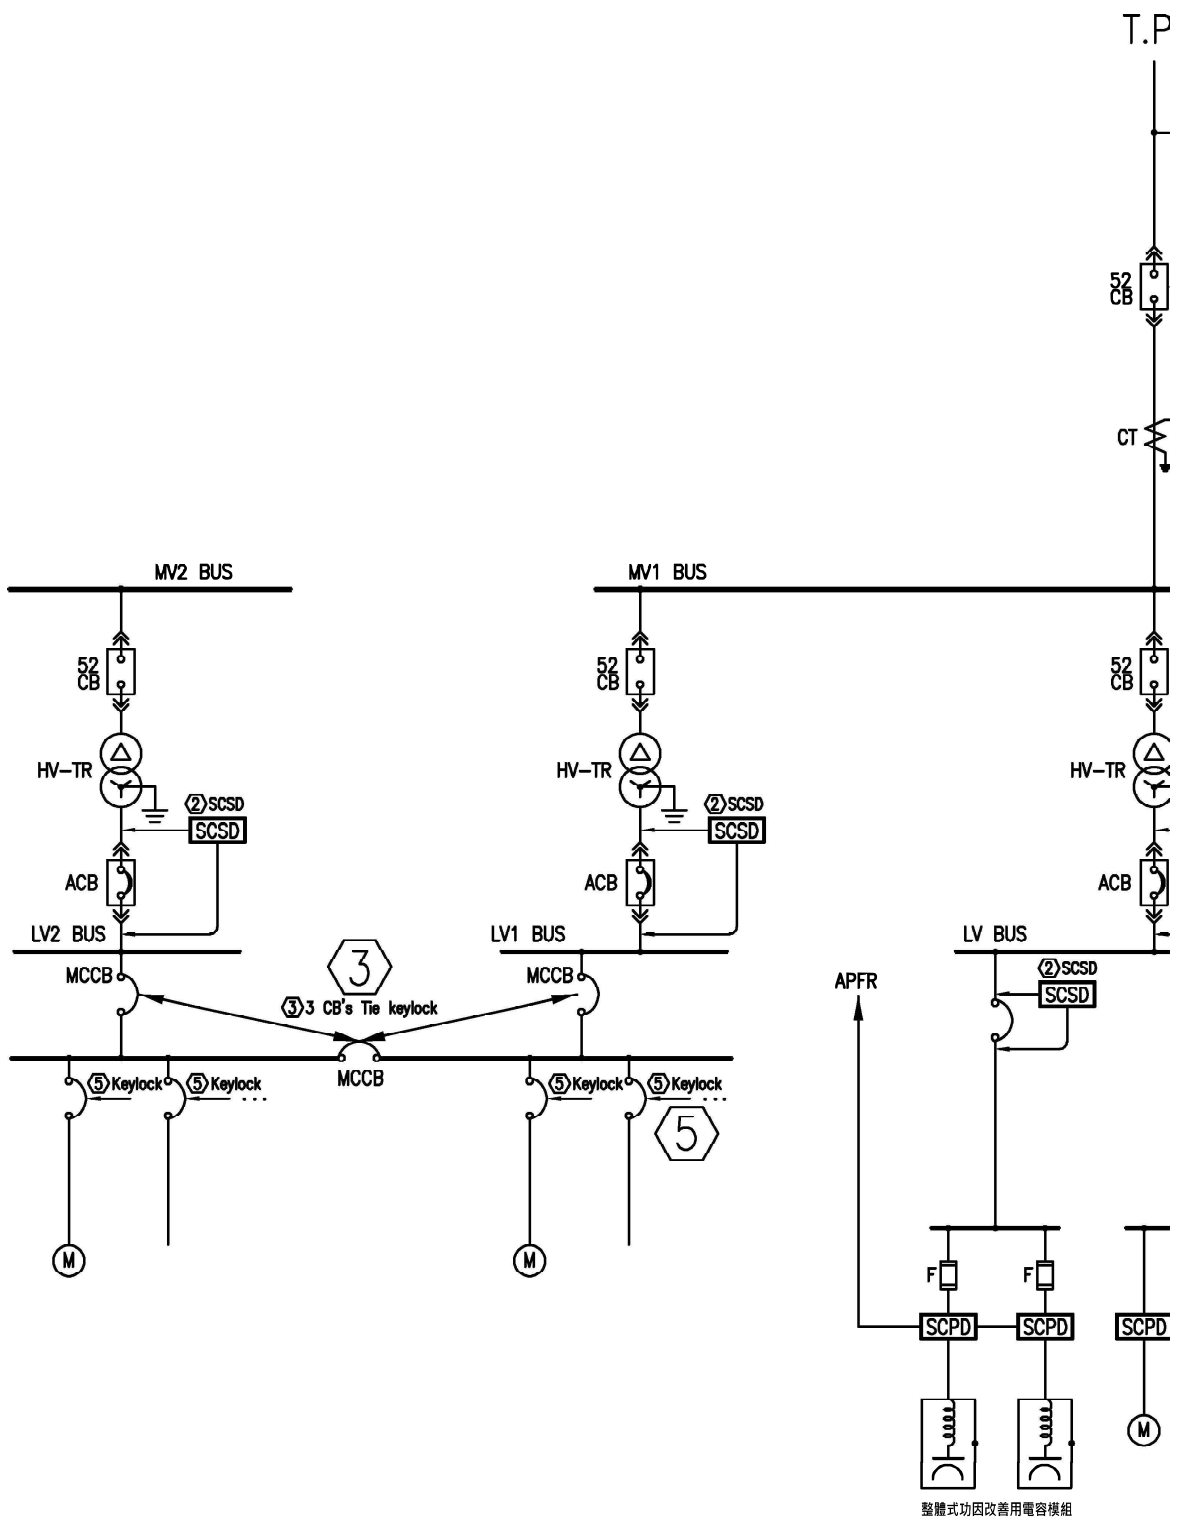 T.P
52
CB
CT
MV2 BUS
MV1 BUS
52
CB
52
CB
52
CB
HV-TR
HV-TR
HV-TR
2 SCSD
SCSD
2 SCSD
SCSD
ACB
ACB
ACB
LV2 BUS
LV1 BUS
LV BUS
MCCB
3
MCCB
APFR
2 SCSD
SCSD
3 3 CB's Tie keylock
MCCB
5 Keylock
5 Keylock
...
5 Keylock
5 Keylock
...
5
M
M
F
F
SCPD
SCPD
SCPD
M
整體式功因改善用電容模組